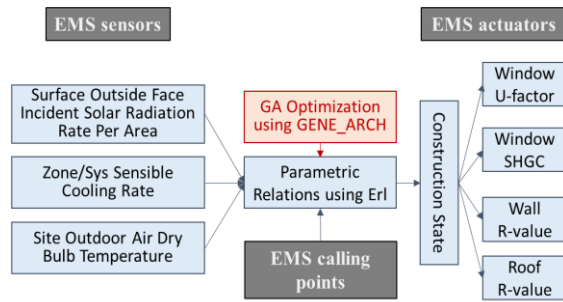 EMS sensors
EMS actuators
Surface Outside Face
Incident Solar Radiation
Rate Per Area
Zone/Sys Sensible
Cooling Rate
Site Outdoor Air Dry
Bulb Temperature
GA Optimization
using GENE_ARCH
Parametric
Relations using Erl
EMS calling
points
Construction State
Window
U-factor
Window
SHGC
Wall
R-value
Roof
R-value